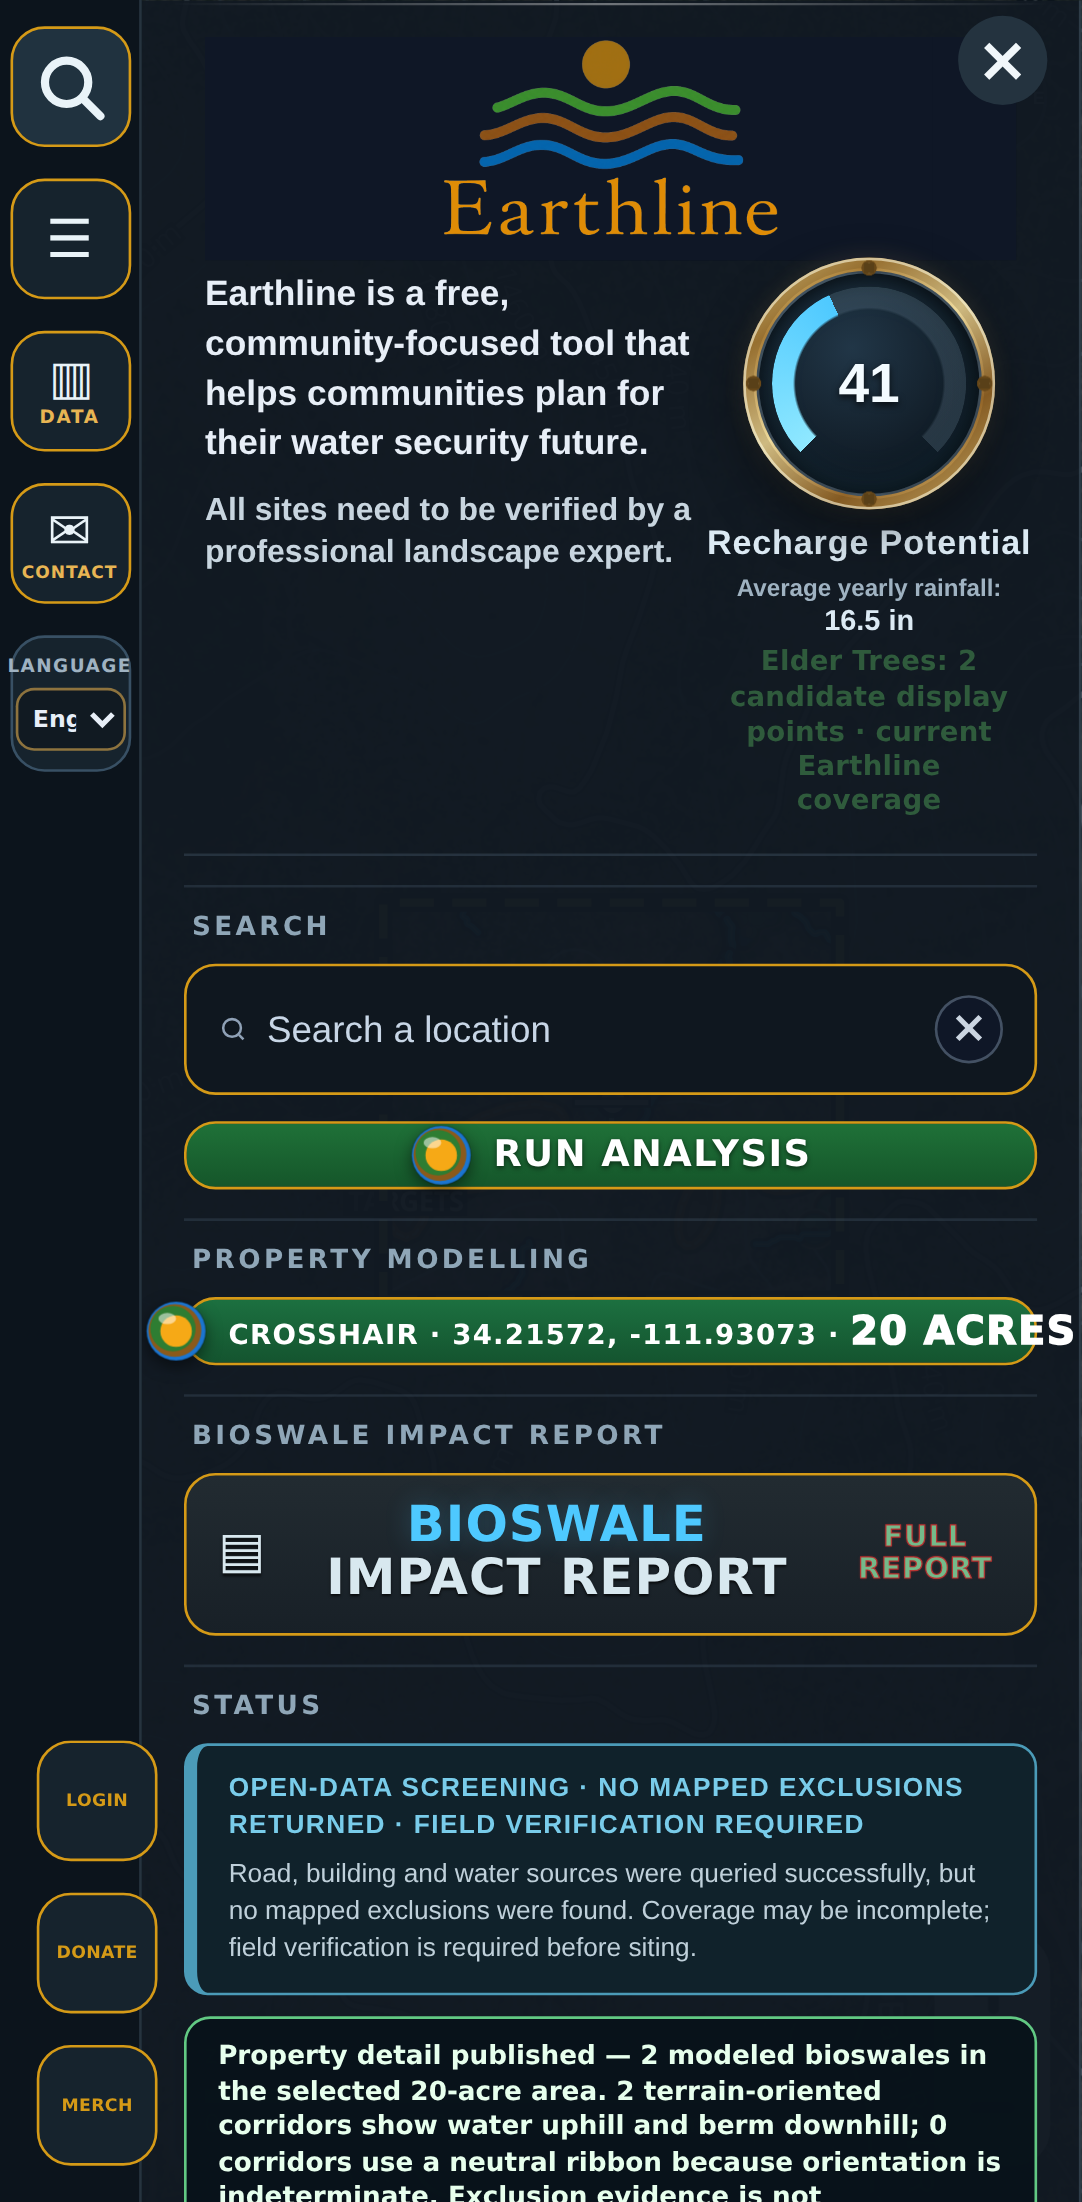 Earthline
Earthline is a free,
community-focused tool that
helps communities plan for
their water security future.
All sites need to be verified by a
professional landscape expert.
41
Recharge Potential
Average yearly rainfall:
16.5 in
Elder Trees: 2
candidate display
points · current
Earthline
coverage
DATA
CONTACT
LANGUAGE
Eng
SEARCH
Search a location
RUN ANALYSIS
PROPERTY MODELLING
CROSSHAIR · 34.21572, -111.93073 · 20 ACRES
BIOSWALE IMPACT REPORT
BIOSWALE
IMPACT REPORT
FULL
REPORT
STATUS
OPEN-DATA SCREENING · NO MAPPED EXCLUSIONS
RETURNED · FIELD VERIFICATION REQUIRED
Road, building and water sources were queried successfully, but
no mapped exclusions were found. Coverage may be incomplete;
field verification is required before siting.
LOGIN
DONATE
MERCH
Property detail published — 2 modeled bioswales in
the selected 20-acre area. 2 terrain-oriented
corridors show water uphill and berm downhill; 0
corridors use a neutral ribbon because orientation is
indeterminate. Exclusion evidence is not